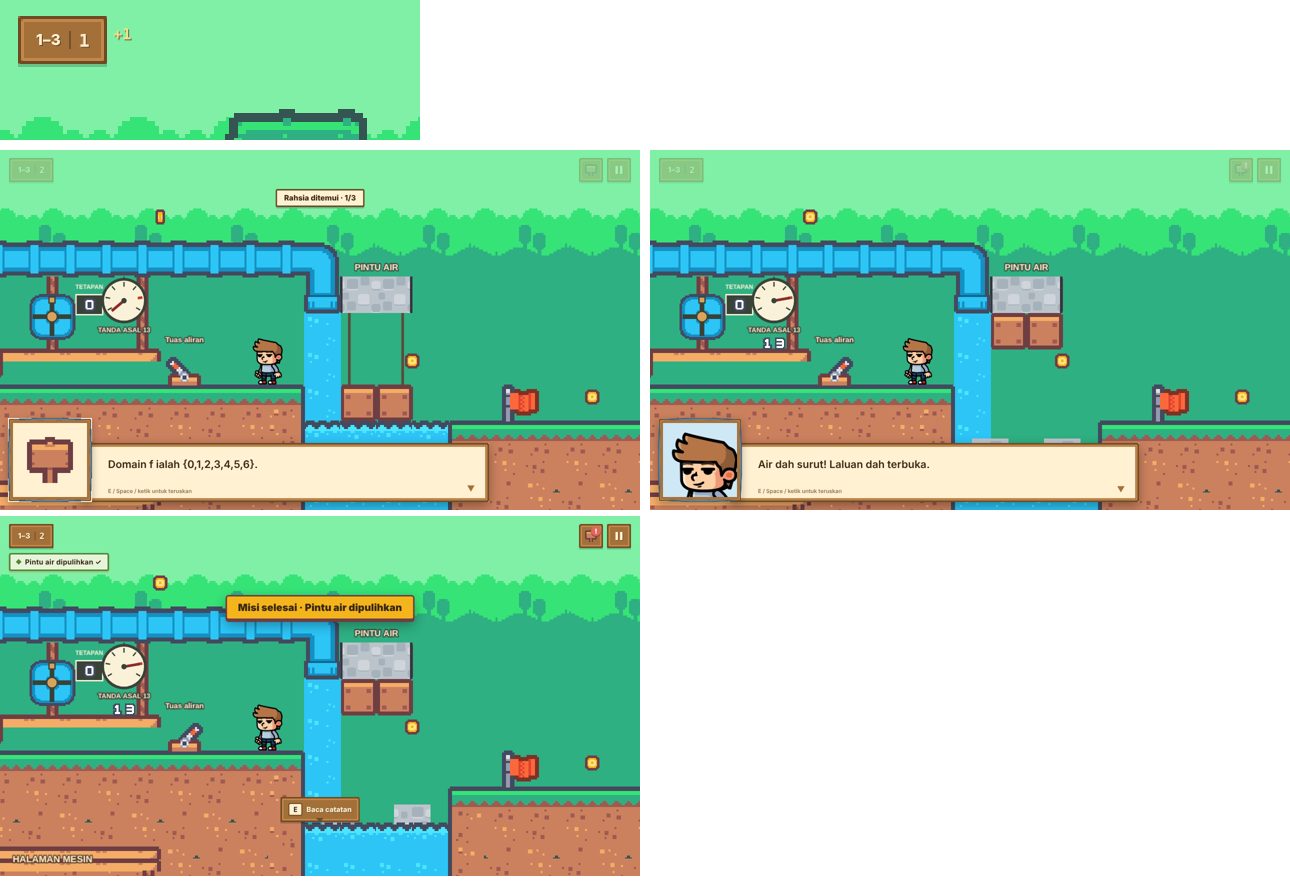 1–3 | 1 +1
1–3 | 2
Rahsia ditemui · 1/3
PINTU AIR
TETAPAN
0
TANDA ASAL 13
Tuas aliran
Domain f ialah {0,1,2,3,4,5,6}.
E / Space / ketik untuk teruskan
1–3 | 2
PINTU AIR
TETAPAN
0
TANDA ASAL 13
13
Tuas aliran
Air dah surut! Laluan dah terbuka.
E / Space / ketik untuk teruskan
1–3 | 2
!
Pintu air dipulihkan ✓
Misi selesai · Pintu air dipulihkan
PINTU AIR
TETAPAN
0
TANDA ASAL 13
13
Tuas aliran
E Baca catatan
HALAMAN MESIN